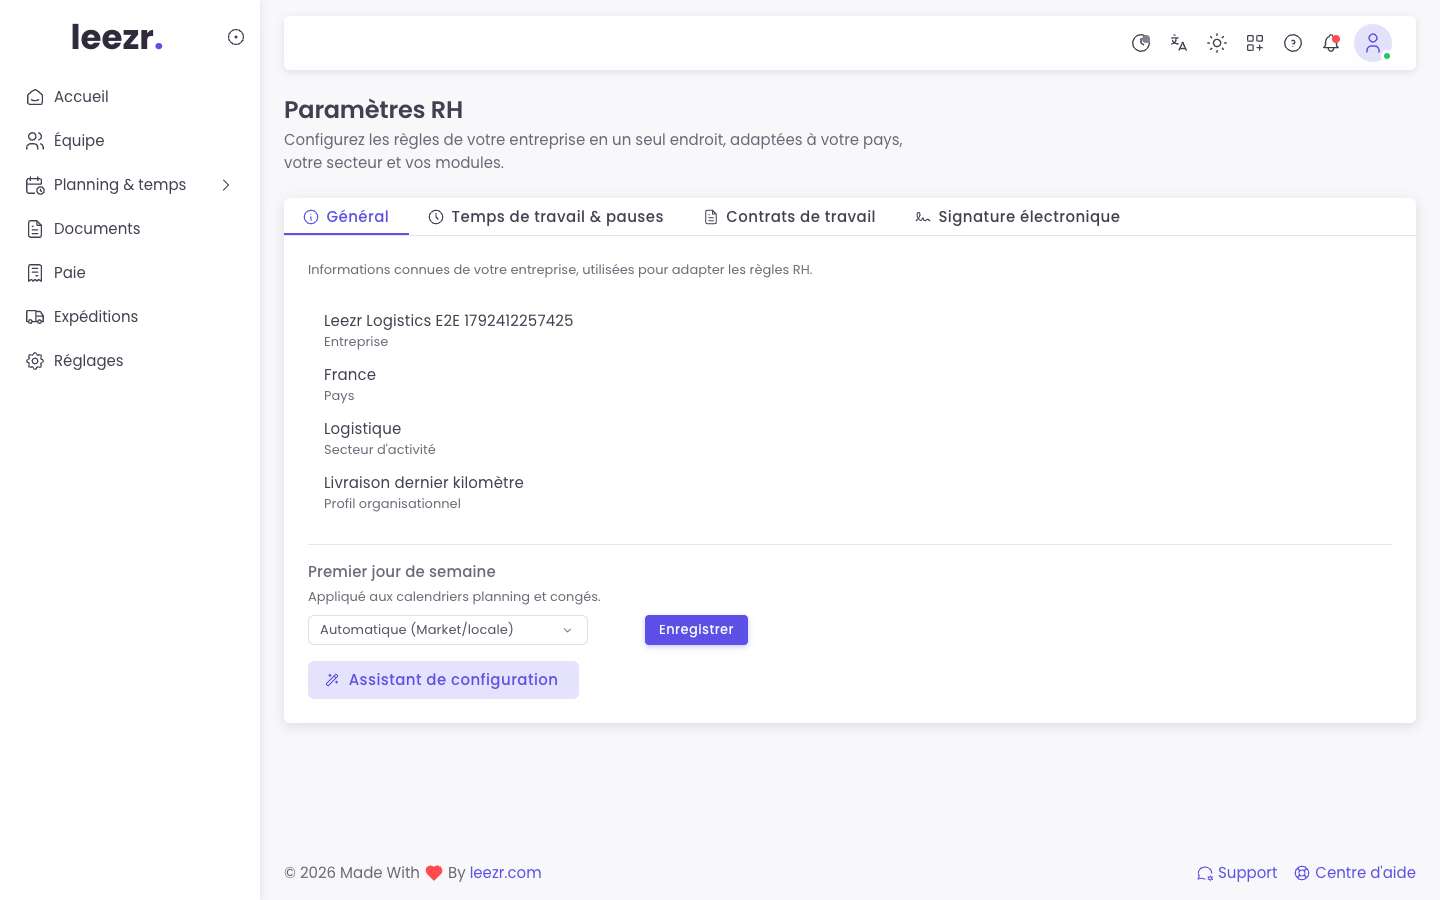 leezr.
Accueil
Équipe
Planning & temps
Documents
Paie
Expéditions
Réglages
Paramètres RH
Configurez les règles de votre entreprise en un seul endroit, adaptées à votre pays,
votre secteur et vos modules.
Général
Temps de travail & pauses
Contrats de travail
Signature électronique
Informations connues de votre entreprise, utilisées pour adapter les règles RH.
Leezr Logistics E2E 1792412257425
Entreprise
France
Pays
Logistique
Secteur d'activité
Livraison dernier kilomètre
Profil organisationnel
Premier jour de semaine
Appliqué aux calendriers planning et congés.
Automatique (Market/locale)
Enregistrer
Assistant de configuration
© 2026 Made With By leezr.com
Support
Centre d'aide